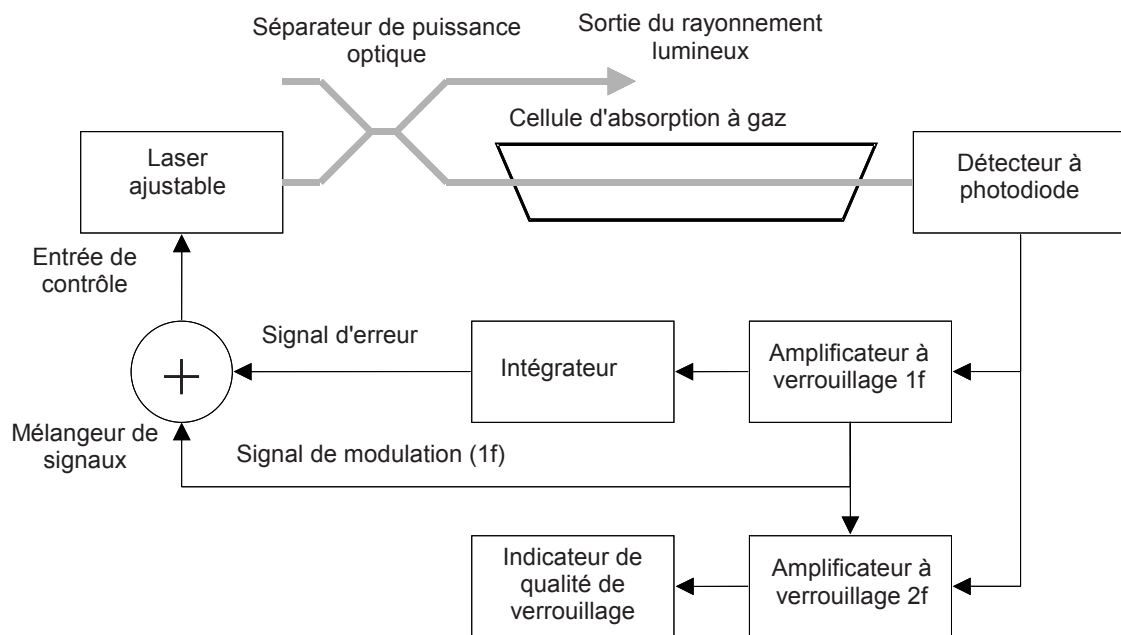 Séparateur de puissance
optique
Sortie du rayonnement
lumineux
Cellule d'absorption à gaz
Laser
ajustable
Détecteur à
photodiode
Entrée de
contrôle
Signal d'erreur
Intégrateur
Amplificateur à
verrouillage 1f
+
Mélangeur de
signaux
Signal de modulation (1f)
Indicateur de
qualité de
verrouillage
Amplificateur à
verrouillage 2f